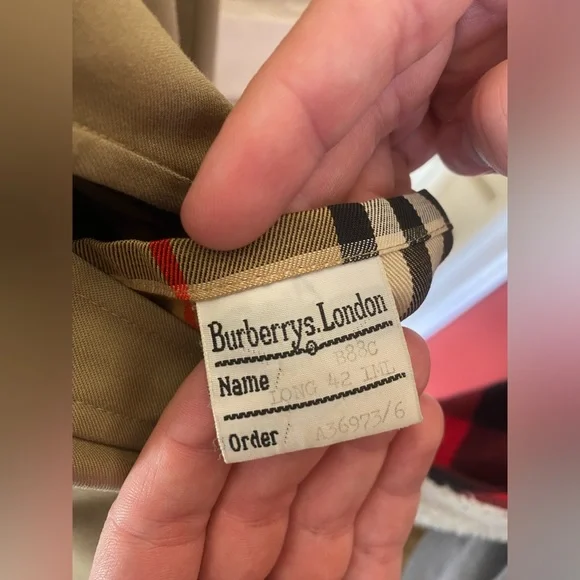 Burberrys.London
B88C
Name LONG 42 IML
Order A36973/6